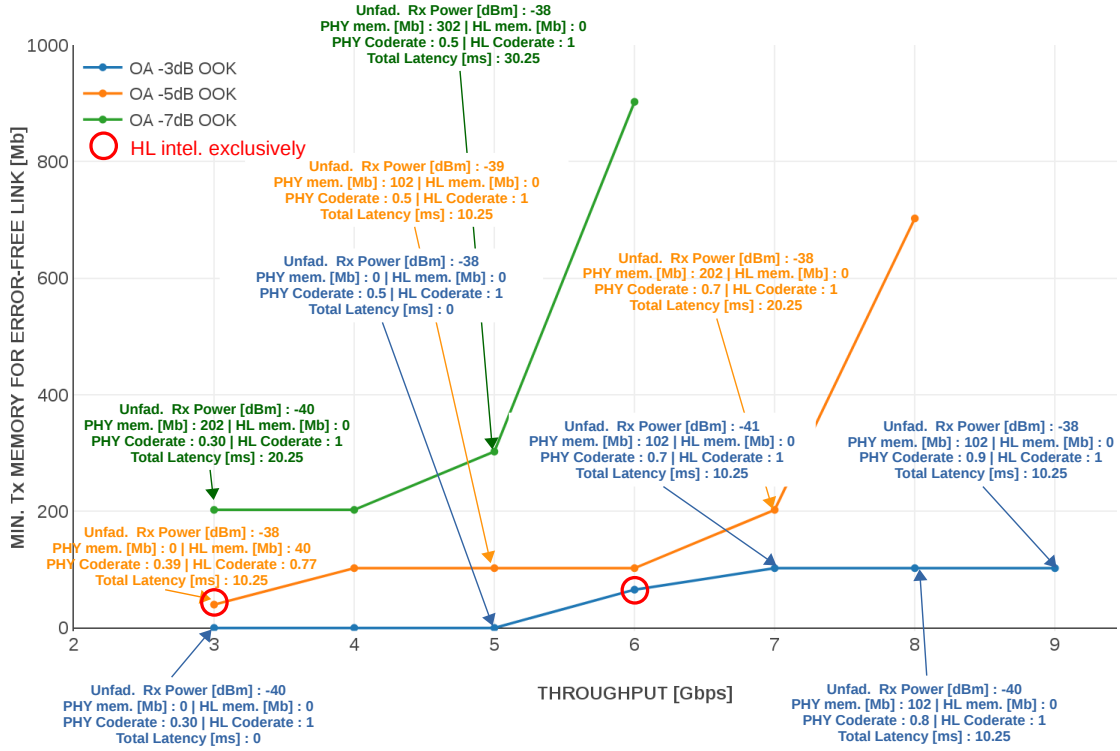 Unfad.  Rx Power [dBm] : -38
PHY mem. [Mb] : 302 | HL mem. [Mb] : 0
PHY Coderate : 0.5 | HL Coderate : 1
Total Latency [ms] : 30.25
1000
OA -3dB OOK
OA -5dB OOK
OA -7dB OOK
HL intel. exclusively
MIN. Tx MEMORY FOR ERROR-FREE LINK [Mb]
800
Unfad.  Rx Power [dBm] : -39
PHY mem. [Mb] : 102 | HL mem. [Mb] : 0
PHY Coderate : 0.5 | HL Coderate : 1
Total Latency [ms] : 10.25
Unfad.  Rx Power [dBm] : -38
PHY mem. [Mb] : 0 | HL mem. [Mb] : 0
PHY Coderate : 0.5 | HL Coderate : 1
Total Latency [ms] : 0
Unfad.  Rx Power [dBm] : -38
PHY mem. [Mb] : 202 | HL mem. [Mb] : 0
PHY Coderate : 0.7 | HL Coderate : 1
Total Latency [ms] : 20.25
600
400
Unfad.  Rx Power [dBm] : -40
PHY mem. [Mb] : 202 | HL mem. [Mb] : 0
PHY Coderate : 0.30 | HL Coderate : 1
Total Latency [ms] : 20.25
Unfad.  Rx Power [dBm] : -41
PHY mem. [Mb] : 102 | HL mem. [Mb] : 0
PHY Coderate : 0.7 | HL Coderate : 1
Total Latency [ms] : 10.25
Unfad.  Rx Power [dBm] : -38
PHY mem. [Mb] : 102 | HL mem. [Mb] : 0
PHY Coderate : 0.9 | HL Coderate : 1
Total Latency [ms] : 10.25
200
Unfad.  Rx Power [dBm] : -38
PHY mem. [Mb] : 0 | HL mem. [Mb] : 40
PHY Coderate : 0.39 | HL Coderate : 0.77
Total Latency [ms] : 10.25
0
2 3 4 5 6 7 8 9
THROUGHPUT [Gbps]
Unfad.  Rx Power [dBm] : -40
PHY mem. [Mb] : 0 | HL mem. [Mb] : 0
PHY Coderate : 0.30 | HL Coderate : 1
Total Latency [ms] : 0
Unfad.  Rx Power [dBm] : -40
PHY mem. [Mb] : 102 | HL mem. [Mb] : 0
PHY Coderate : 0.8 | HL Coderate : 1
Total Latency [ms] : 10.25